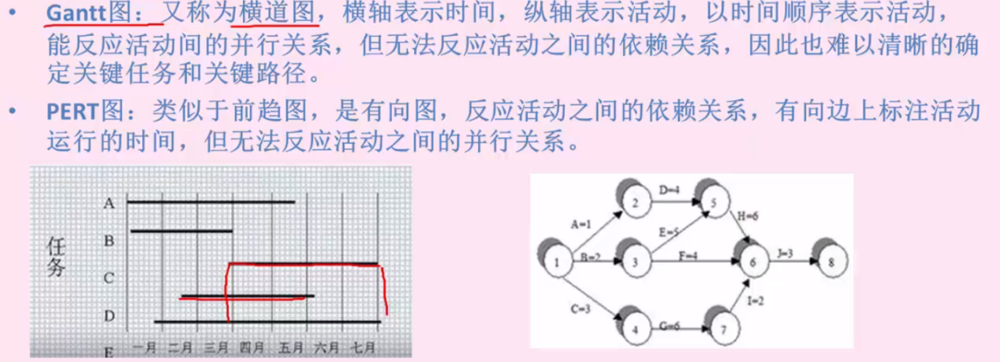 • Gantt图：又称为横道图，横轴表示时间，纵轴表示活动，以时间顺序表示活动，
能反应活动间的并行关系，但无法反应活动之间的依赖关系，因此也难以清晰的确
定关键任务和关键路径。
• PERT图：类似于前趋图，是有向图，反应活动之间的依赖关系，有向边上标注活动
运行的时间，但无法反应活动之间的并行关系。
任务
A
B
C
D
E
一月 二月 三月 四月 五月 六月 七月
D=4
2
5
A=1
E=5
H=6
1
B=2
3
F=4
6
J=3
8
C=3
I=2
4
G=6
7